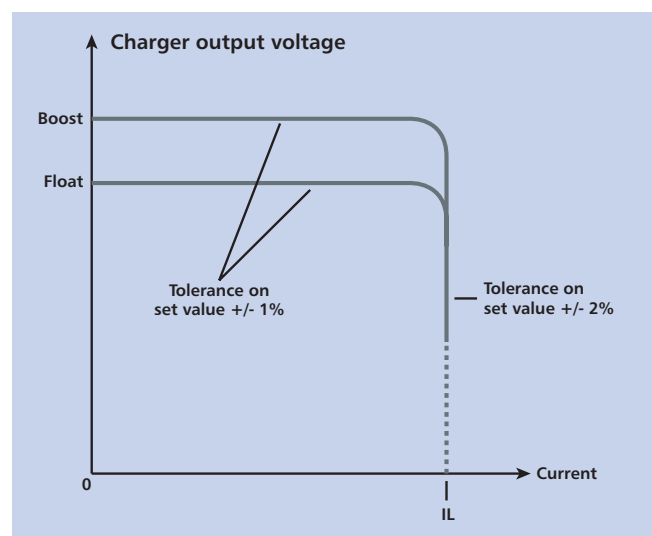 Charger output voltage
Boost
Float
Tolerance on
set value +/- 1%
Tolerance on
set value +/- 2%
Current
0
IL